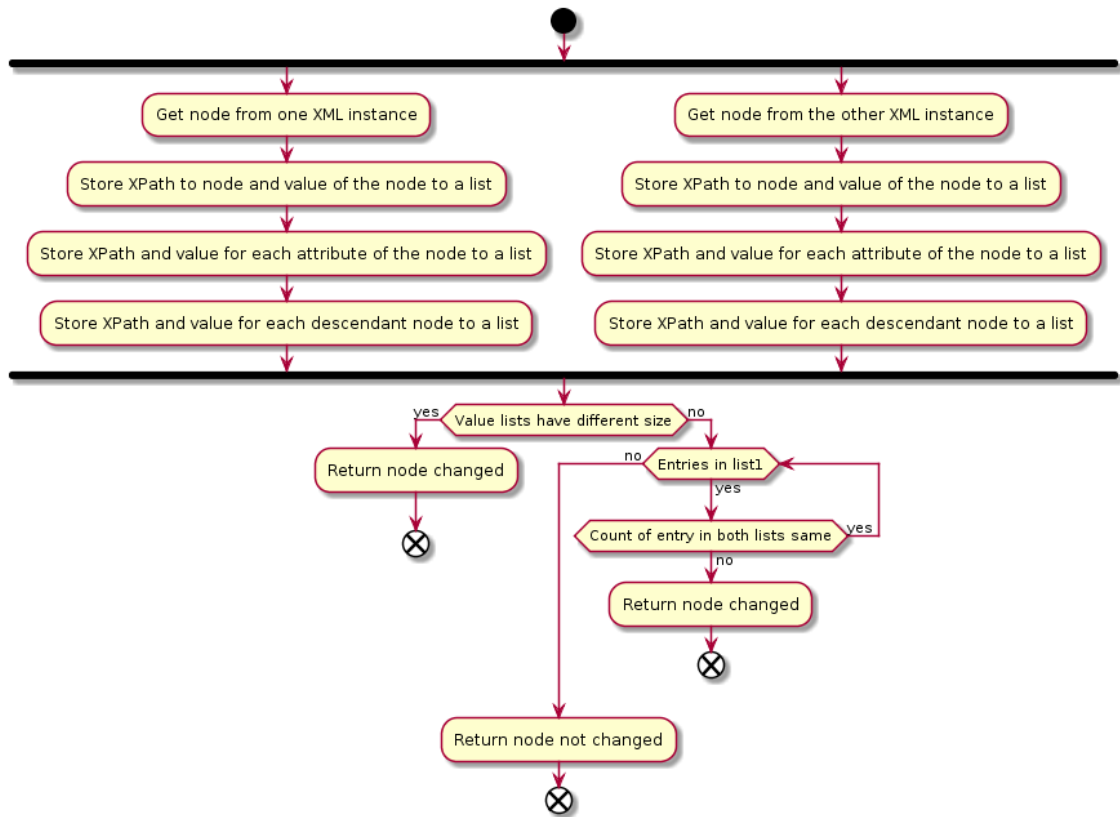 Get node from one XML instance
Get node from the other XML instance
Store XPath to node and value of the node to a list
Store XPath to node and value of the node to a list
Store XPath and value for each attribute of the node to a list
Store XPath and value for each attribute of the node to a list
Store XPath and value for each descendant node to a list
Store XPath and value for each descendant node to a list
yes
Value lists have different size
no
Return node changed
no
Entries in list1
yes
Count of entry in both lists same
yes
no
Return node changed
Return node not changed